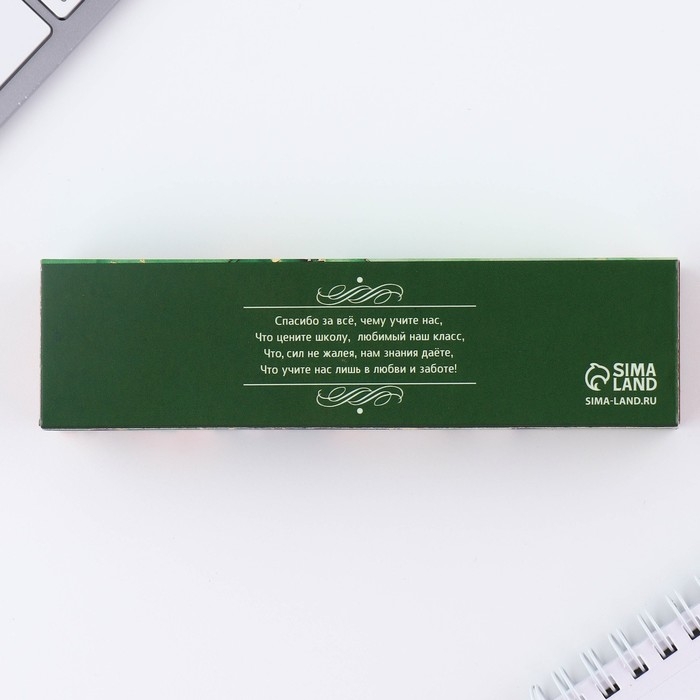 Спасибо за всё, чему учите нас,
Что цените школу, любимый наш класс,
Что, сил не жалея, нам знания даёте,
Что учите нас лишь в любви и заботе!
SIMA
LAND
SIMA-LAND.RU